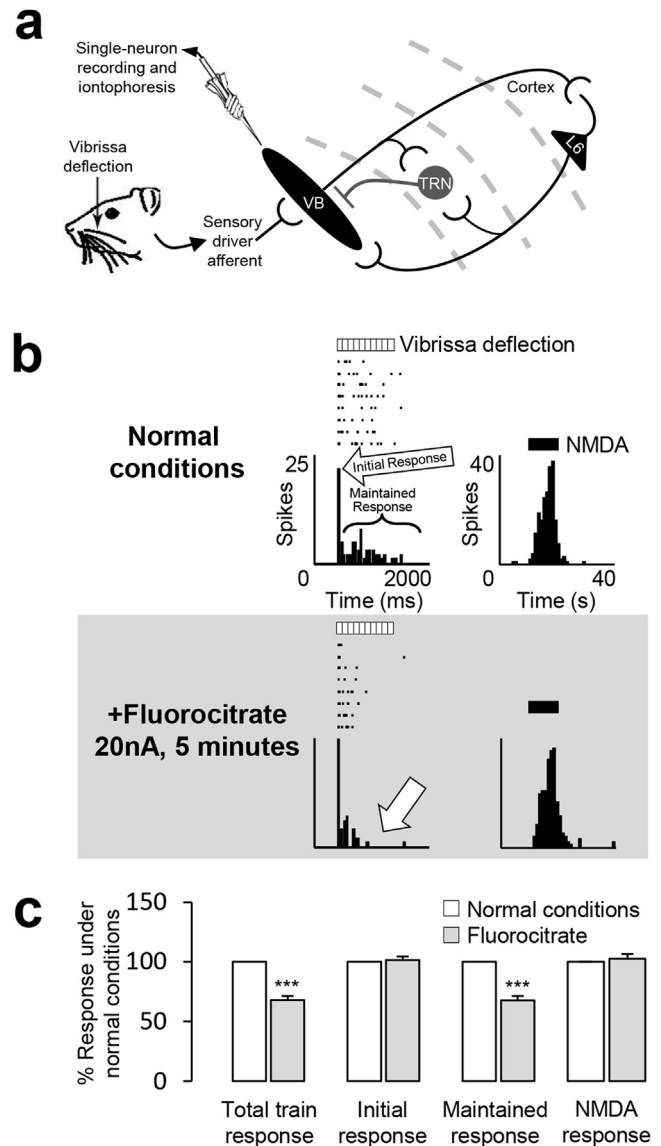 a
Single-neuron
recording and
iontophoresis
Vibrissa
deflection
Sensory
driver
afferent
VB
TRN
Cortex
L6
b
Vibrissa deflection
Normal
conditions
25
Initial Response
Maintained
Response
Spikes
0
2000
Time (ms)
NMDA
40
Spikes
0
40
Time (s)
+Fluorocitrate
20nA, 5 minutes
c
% Response under
normal conditions
150
100
50
0
Normal conditions
Fluorocitrate
***
***
Total train
response
Initial
response
Maintained
response
NMDA
response